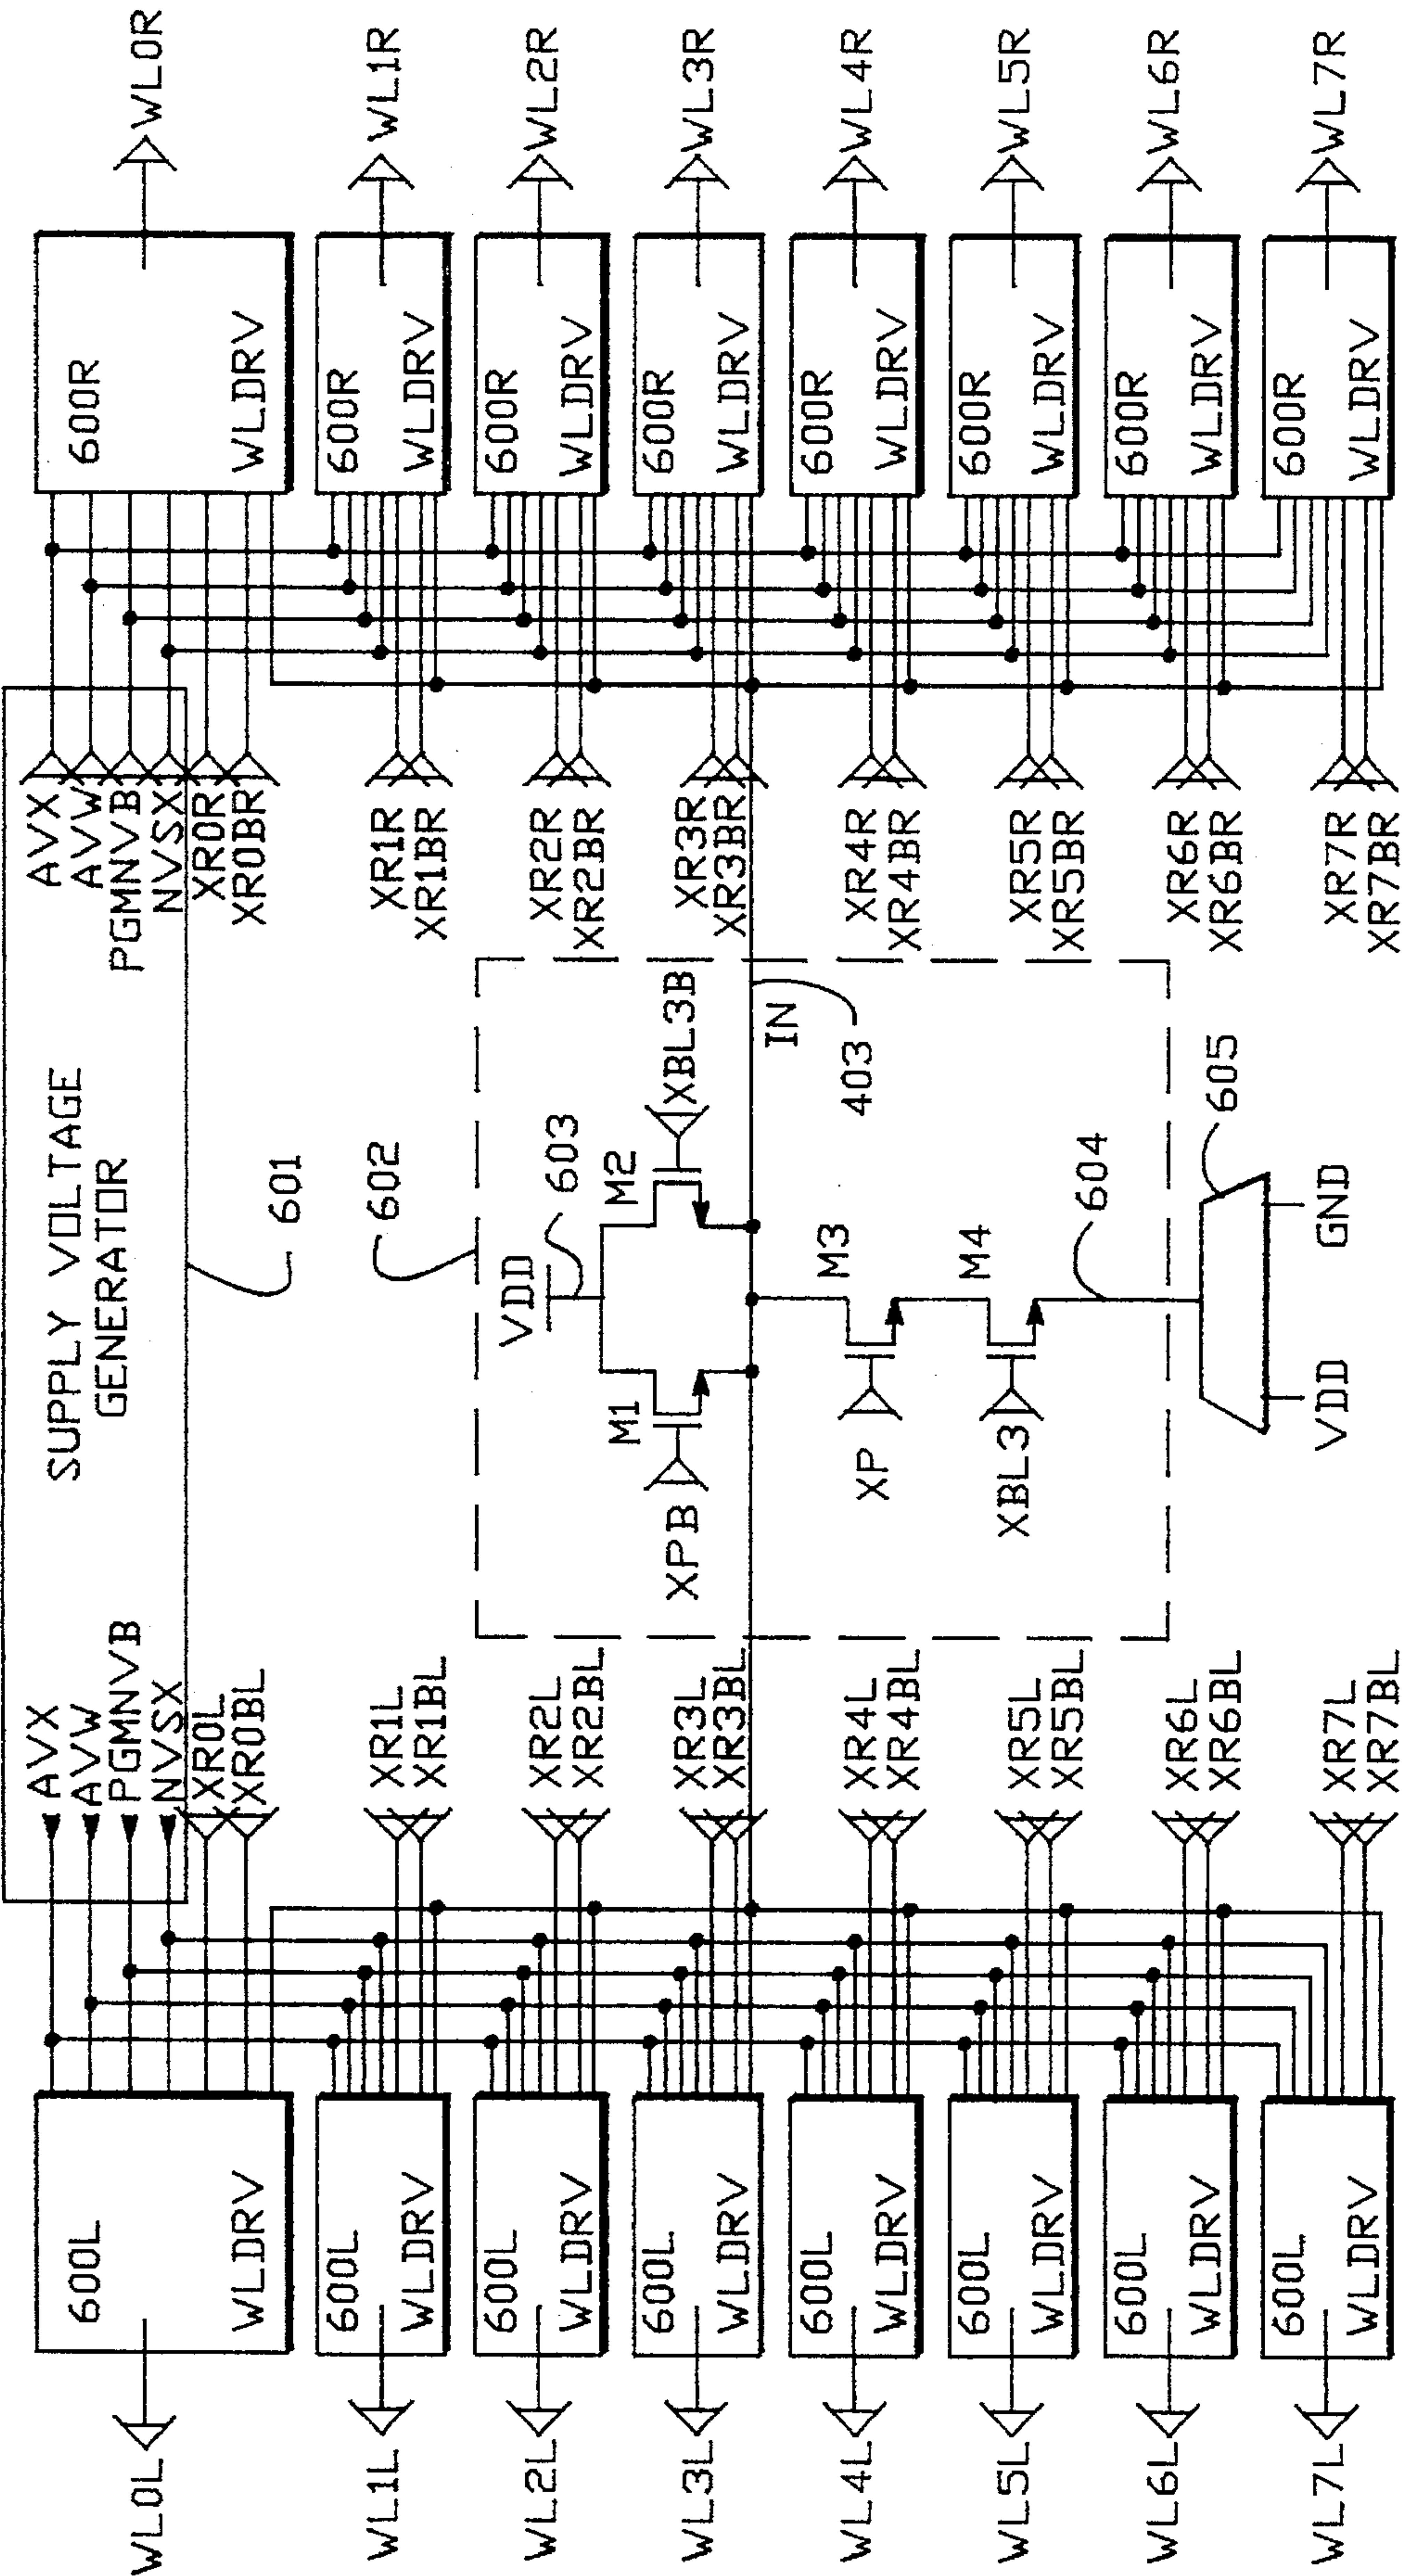 SUPPLY VOLTAGE
GENERATOR
601
AVX
AVW
PGMNVB
NVSX
XR0L
XR0BL
AVX
AVW
PGMNVB
NVSX
XR0R
XR0BR
WL0L
600L
WLDRV
600R
WLDRV
WL0R
WL1L
600L
WLDRV
XR1L
XR1BL
XR1R
XR1BR
600R
WLDRV
WL1R
WL2L
600L
WLDRV
XR2L
XR2BL
XR2R
XR2BR
600R
WLDRV
WL2R
WL3L
600L
WLDRV
XR3L
XR3BL
XR3R
XR3BR
600R
WLDRV
WL3R
WL4L
600L
WLDRV
XR4L
XR4BL
XR4R
XR4BR
600R
WLDRV
WL4R
WL5L
600L
WLDRV
XR5L
XR5BL
XR5R
XR5BR
600R
WLDRV
WL5R
WL6L
600L
WLDRV
XR6L
XR6BL
XR6R
XR6BR
600R
WLDRV
WL6R
WL7L
600L
WLDRV
XR7L
XR7BL
XR7R
XR7BR
600R
WLDRV
WL7R
602
VDD
603
M1
M2
XPB
XBL3B
IN
403
M3
XP
M4
XBL3
604
605
VDD
GND